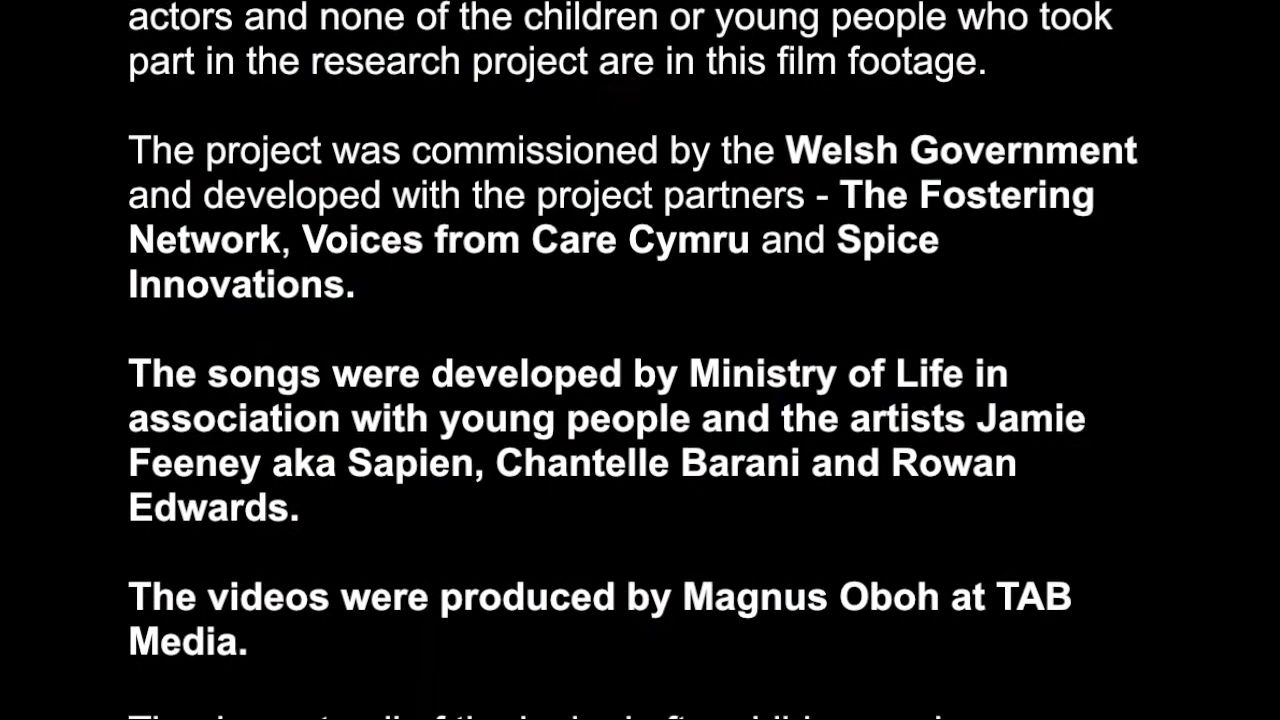 actors and none of the children or young people who took
part in the research project are in this film footage.
The project was commissioned by the Welsh Government
and developed with the project partners - The Fostering
Network, Voices from Care Cymru and Spice
Innovations.
The songs were developed by Ministry of Life in
association with young people and the artists Jamie
Feeney aka Sapien, Chantelle Barani and Rowan
Edwards.
The videos were produced by Magnus Oboh at TAB
Media.